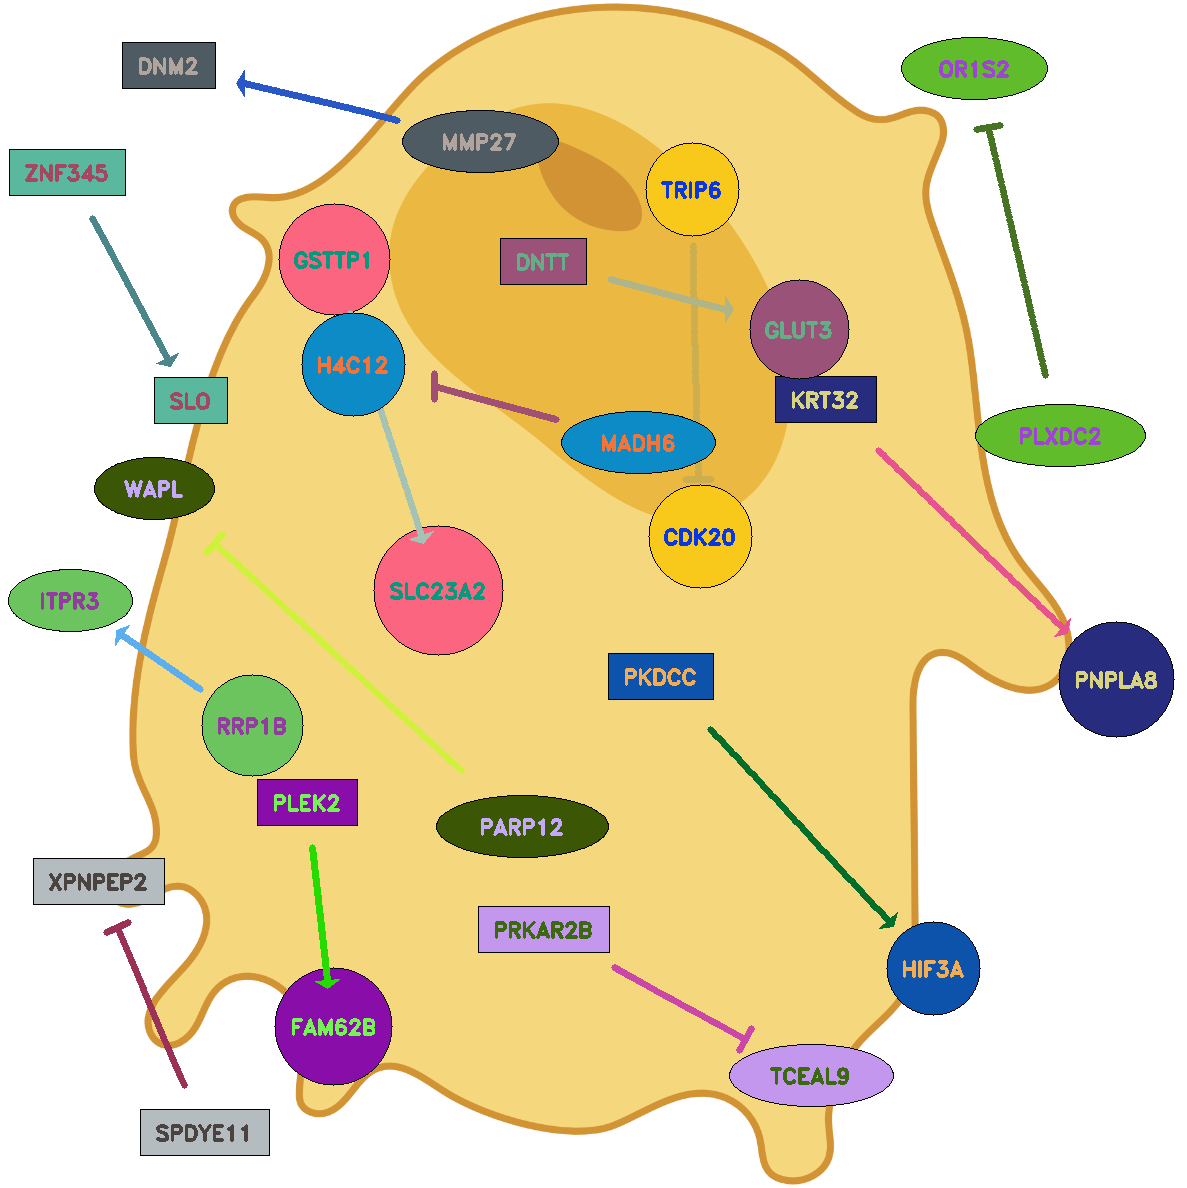 DNM2
OR1S2
MMP27
ZNF345
TRIP6
GSTTP1
DNTT
GLUT3
H4C12
SLO
KRT32
MADH6
PLXDC2
WAPL
CDK20
ITPR3
SLC23A2
PKDCC
PNPLA8
RRP1B
PLEK2
PARP12
XPNPEP2
PRKAR2B
HIF3A
FAM62B
TCEAL9
SPDYE11